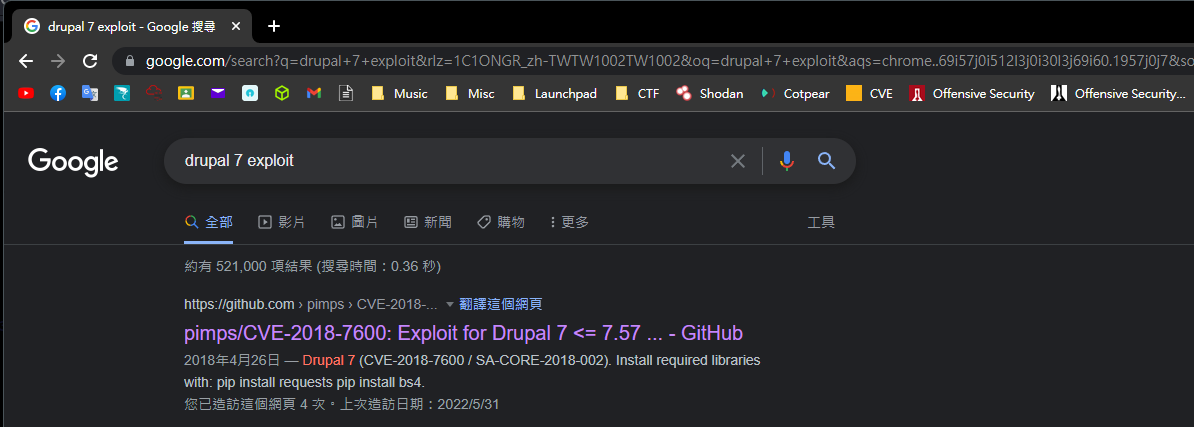 drupal 7 exploit - Google 搜尋
google.com/search?q=drupal+7+exploit&rlz=1C1ONGR_zh-TWTW1002TW1002&oq=drupal+7+exploit&aqs=chrome..69i57j0i512l3j0i30l3j69i60.1957j0j7&so
Music Misc Launchpad CTF Shodan Cotpear CVE Offensive Security Offensive Security...
Google drupal 7 exploit
全部 影片 圖片 新聞 購物 更多 工具
約有 521,000 項結果 (搜尋時間：0.36 秒)
https://github.com › pimps › CVE-2018-... 翻譯這個網頁
pimps/CVE-2018-7600: Exploit for Drupal 7 <= 7.57 ... - GitHub
2018年4月26日 — Drupal 7 (CVE-2018-7600 / SA-CORE-2018-002). Install required libraries
with: pip install requests pip install bs4.
您已造訪這個網頁 4 次。上次造訪日期：2022/5/31